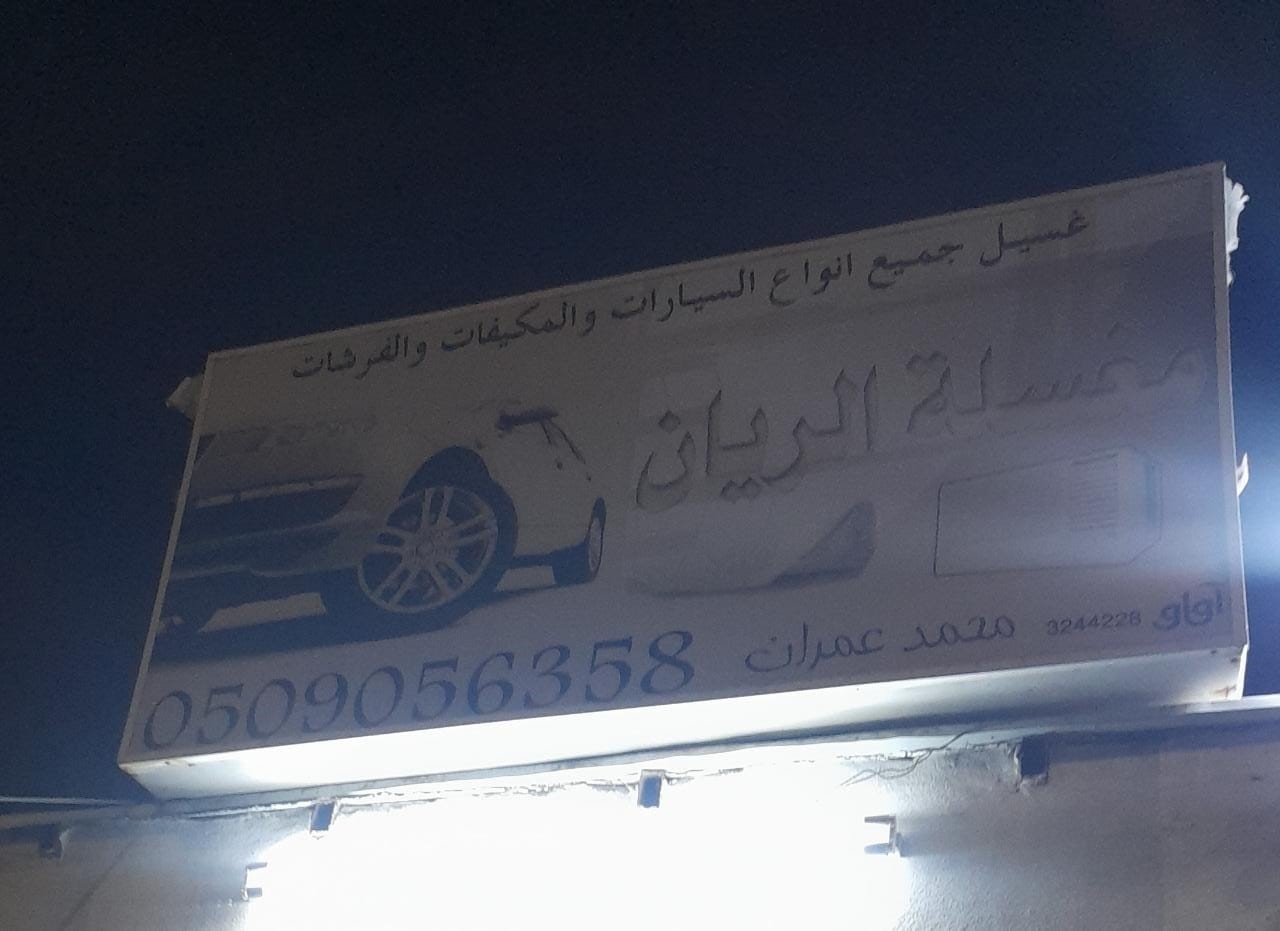 غسيل جميع انواع السيارات والمكيفات والفرشات
مغسلة الريان
محمد عمران
0509056358
3244228